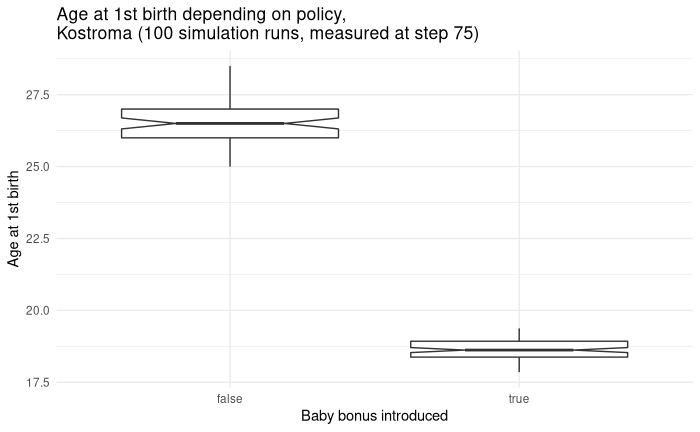 Age at 1st birth depending on policy,
Kostroma (100 simulation runs, measured at step 75)
27.5
25.0
22.5
20.0
17.5
Age at 1st birth
false
true
Baby bonus introduced